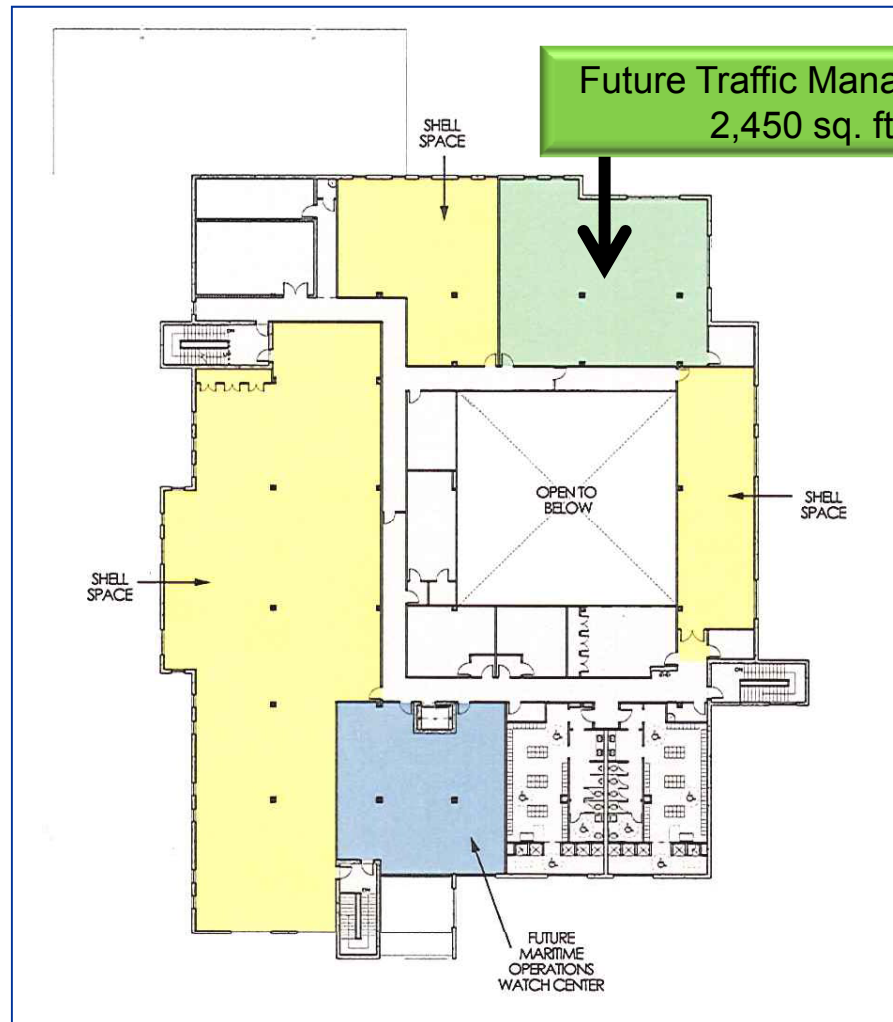 Future Traffic Mana
2,450 sq. ft
SHELL
SPACE
OPEN TO
BELOW
SHELL
SPACE
SHELL
SPACE
FUTURE
MARITIME
OPERATIONS
WATCH CENTER